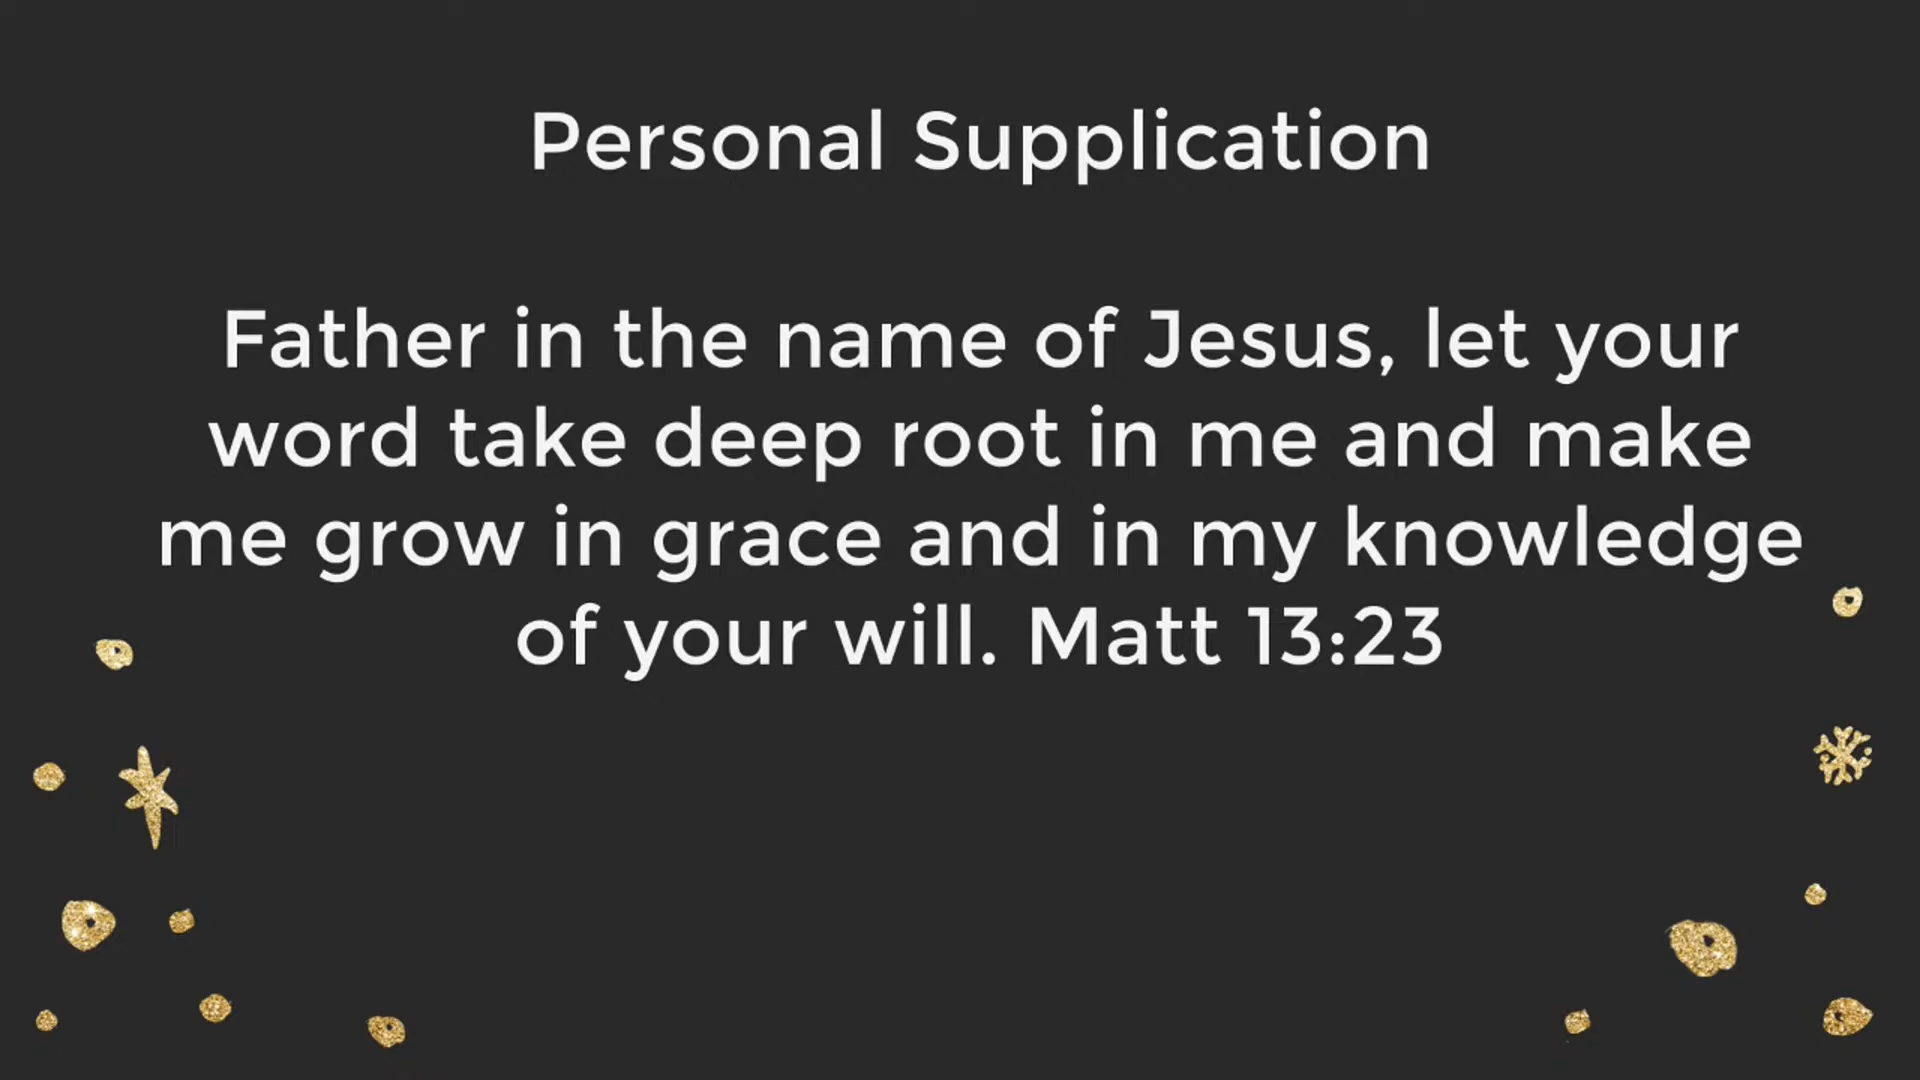 Personal Supplication
Father in the name of Jesus, let your
word take deep root in me and make
me grow in grace and in my knowledge
of your will. Matt 13:23